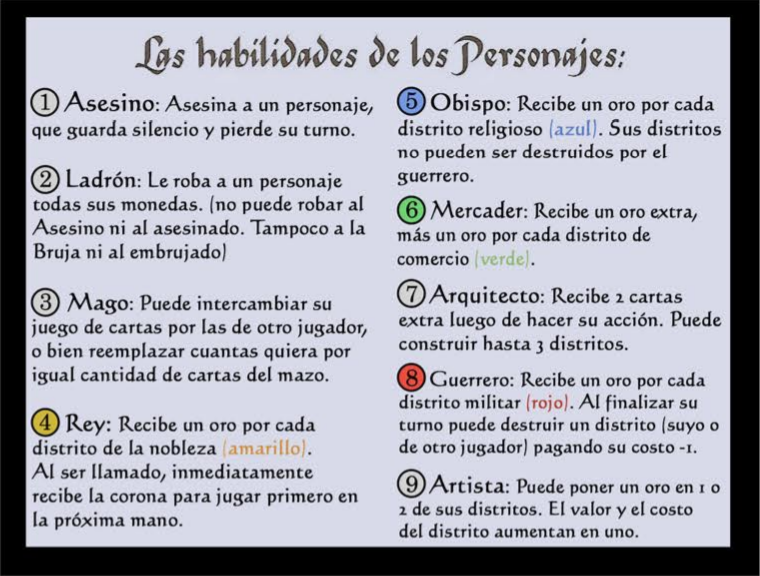 Las habilidades de los Personajes:
1 Asesino: Asesina a un personaje,
que guarda silencio y pierde su turno.
2 Ladrón: Le roba a un personaje
todas sus monedas. (no puede robar al
Asesino ni al asesinado. Tampoco a la
Bruja ni al embrujado)
3 Mago: Puede intercambiar su
juego de cartas por las de otro jugador,
o bien reemplazar cuantas quiera por
igual cantidad de cartas del mazo.
4 Rey: Recibe un oro por cada
distrito de la nobleza (amarillo).
Al ser llamado, inmediatamente
recibe la corona para jugar primero en
la próxima mano.
5 Obispo: Recibe un oro por cada
distrito religioso (azul). Sus distritos
no pueden ser destruidos por el
guerrero.
6 Mercader: Recibe un oro extra,
más un oro por cada distrito de
comercio (verde).
7 Arquitecto: Recibe 2 cartas
extra luego de hacer su acción. Puede
construir hasta 3 distritos.
8 Guerrero: Recibe un oro por cada
distrito militar (rojo). Al finalizar su
turno puede destruir un distrito (suyo o
de otro jugador) pagando su costo -1.
9 Artista: Puede poner un oro en 1 o
2 de sus distritos. El valor y el costo
del distrito aumentan en uno.